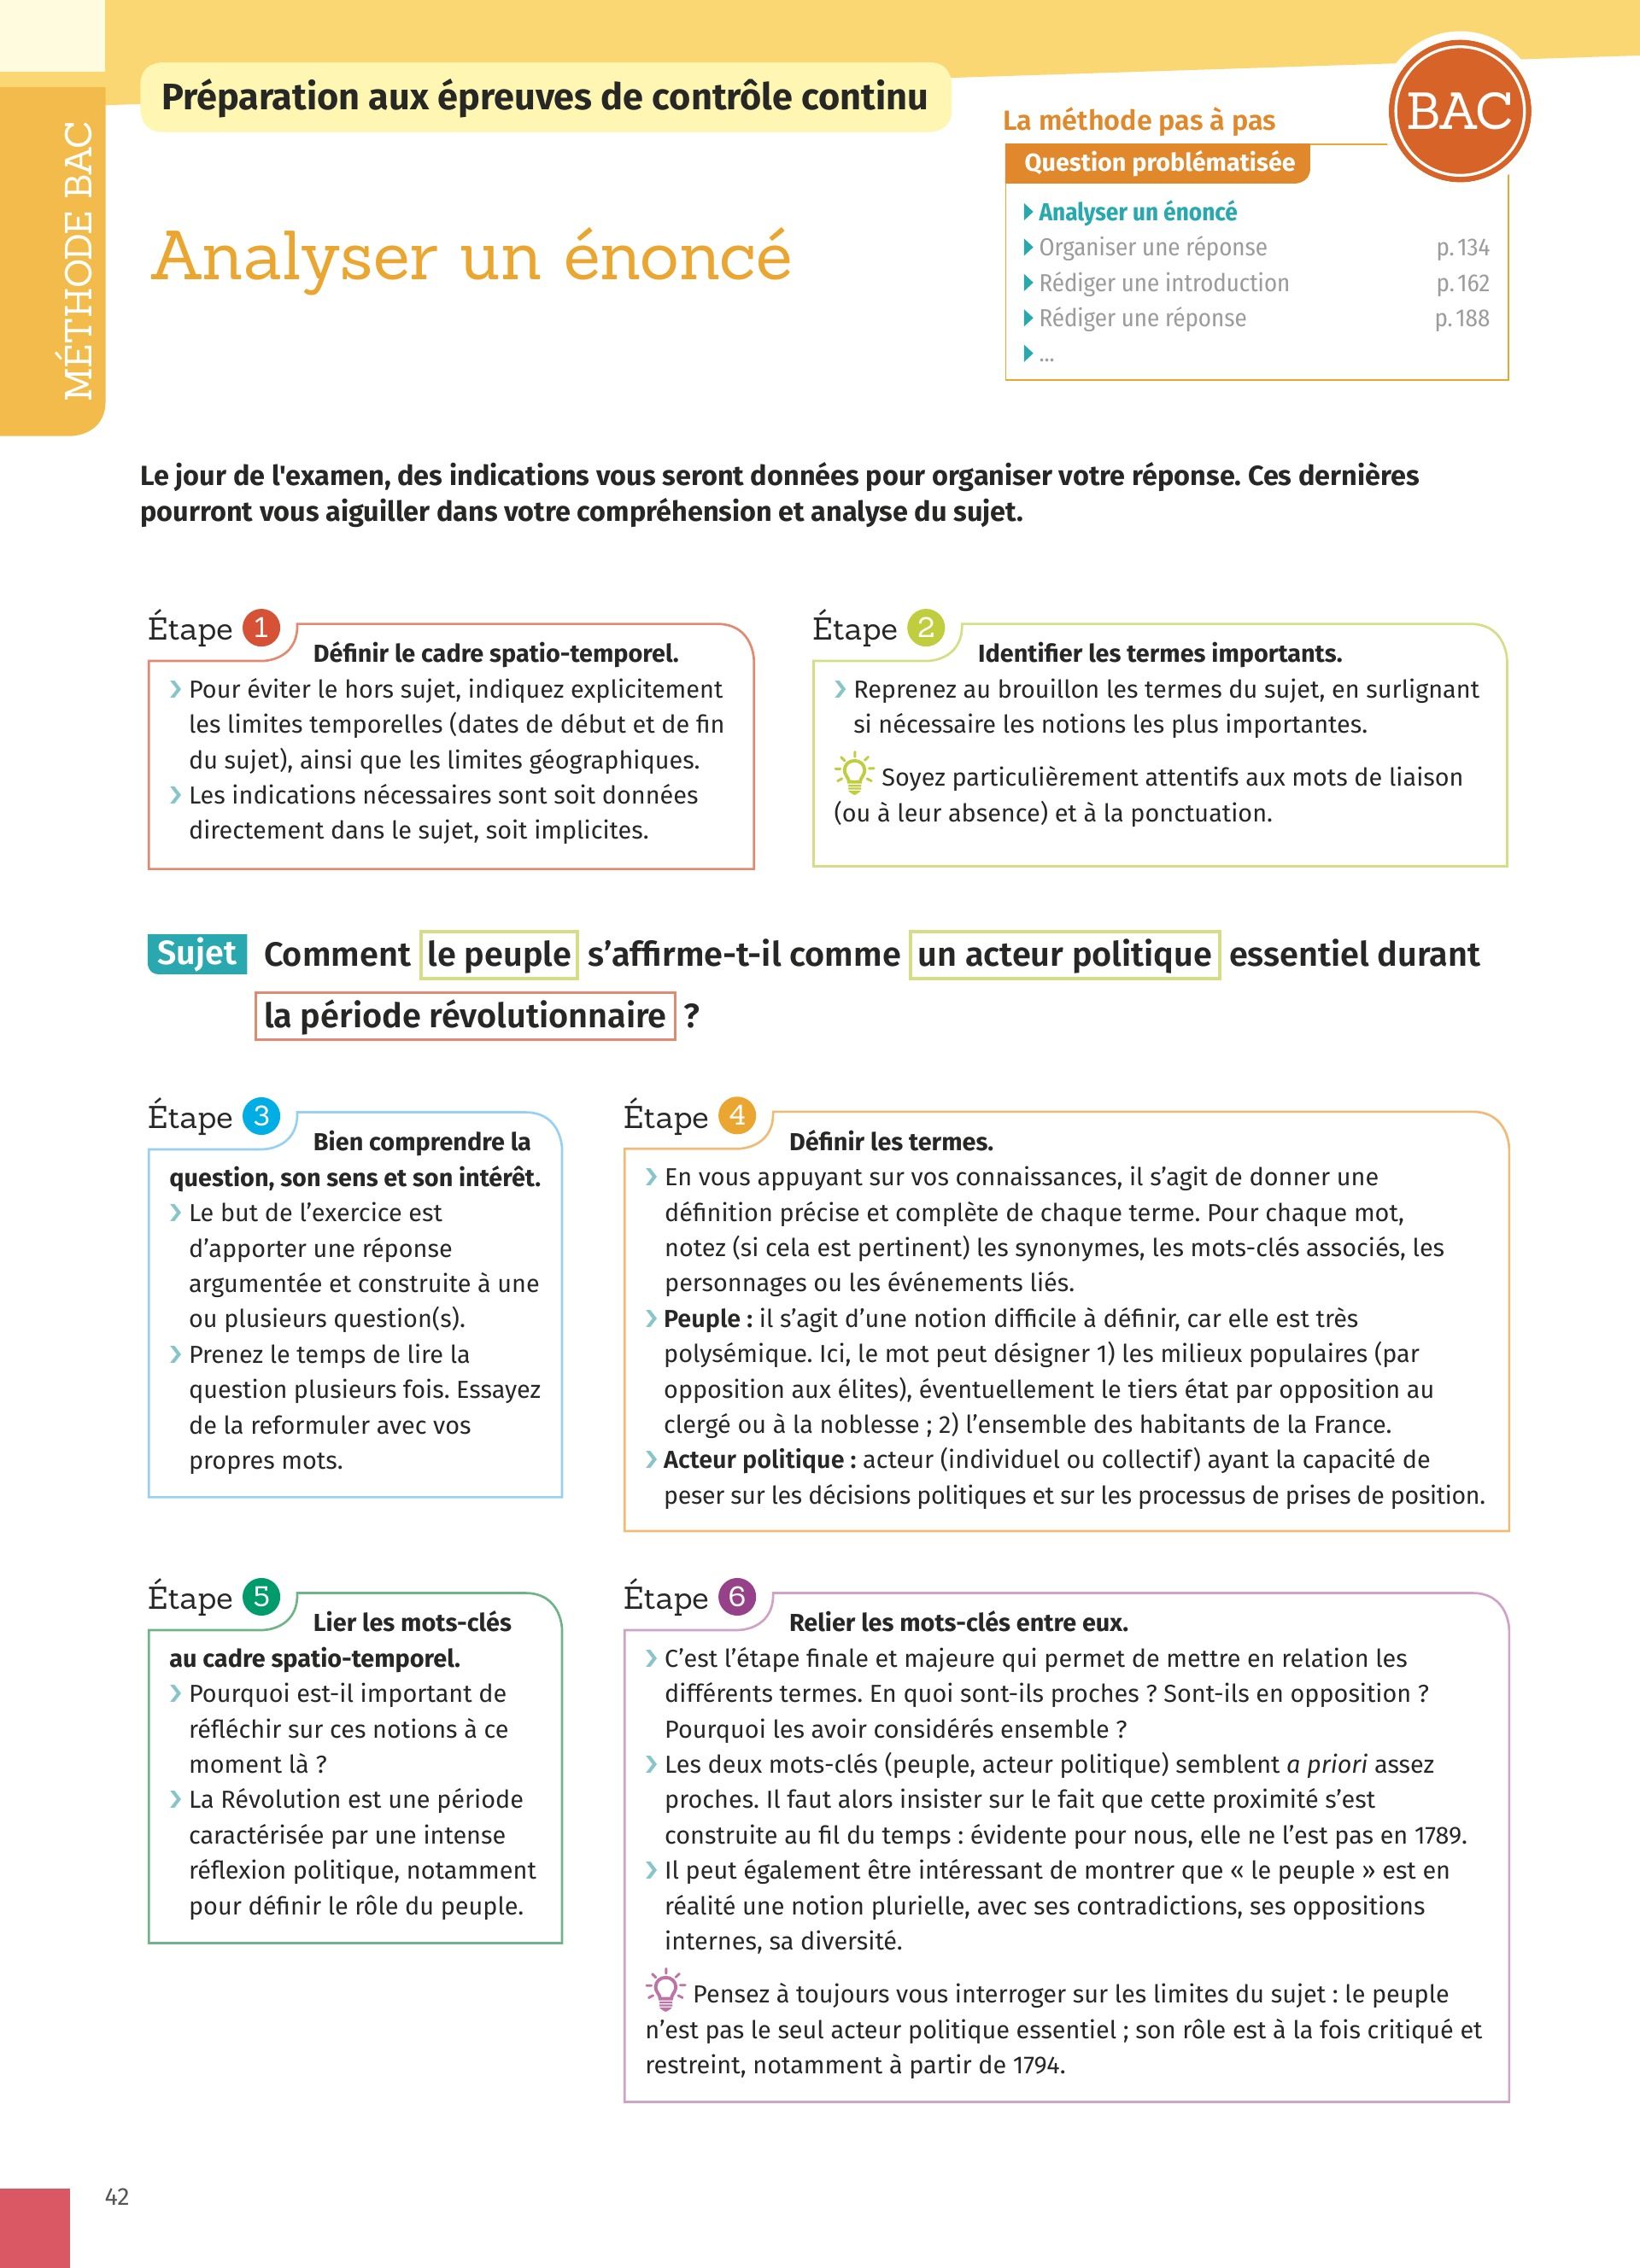 Préparation aux épreuves de contrôle continu
BAC
MÉTHODE BAC
La méthode pas à pas
Question problématisée
Analyser un énoncé
Organiser une réponse p. 134
Rédiger une introduction p. 162
Rédiger une réponse p. 188
...
Analyser un énoncé
Le jour de l'examen, des indications vous seront données pour organiser votre réponse. Ces dernières
pourront vous aiguiller dans votre compréhension et analyse du sujet.
Étape 1
Définir le cadre spatio-temporel.
Pour éviter le hors sujet, indiquez explicitement
les limites temporelles (dates de début et de fin
du sujet), ainsi que les limites géographiques.
Les indications nécessaires sont soit données
directement dans le sujet, soit implicites.
Étape 2
Identifier les termes importants.
Reprenez au brouillon les termes du sujet, en surlignant
si nécessaire les notions les plus importantes.
Soyez particulièrement attentifs aux mots de liaison
(ou à leur absence) et à la ponctuation.
Sujet Comment le peuple s’affirme-t-il comme un acteur politique essentiel durant
la période révolutionnaire ?
Étape 3
Bien comprendre la
question, son sens et son intérêt.
Le but de l’exercice est
d’apporter une réponse
argumentée et construite à une
ou plusieurs question(s).
Prenez le temps de lire la
question plusieurs fois. Essayez
de la reformuler avec vos
propres mots.
Étape 4
Définir les termes.
En vous appuyant sur vos connaissances, il s’agit de donner une
définition précise et complète de chaque terme. Pour chaque mot,
notez (si cela est pertinent) les synonymes, les mots-clés associés, les
personnages ou les événements liés.
Peuple : il s’agit d’une notion difficile à définir, car elle est très
polysémique. Ici, le mot peut désigner 1) les milieux populaires (par
opposition aux élites), éventuellement le tiers état par opposition au
clergé ou à la noblesse ; 2) l’ensemble des habitants de la France.
Acteur politique : acteur (individuel ou collectif) ayant la capacité de
peser sur les décisions politiques et sur les processus de prises de position.
Étape 5
Lier les mots-clés
au cadre spatio-temporel.
Pourquoi est-il important de
réfléchir sur ces notions à ce
moment là ?
La Révolution est une période
caractérisée par une intense
réflexion politique, notamment
pour définir le rôle du peuple.
Étape 6
Relier les mots-clés entre eux.
C’est l’étape finale et majeure qui permet de mettre en relation les
différents termes. En quoi sont-ils proches ? Sont-ils en opposition ?
Pourquoi les avoir considérés ensemble ?
Les deux mots-clés (peuple, acteur politique) semblent a priori assez
proches. Il faut alors insister sur le fait que cette proximité s’est
construite au fil du temps : évidente pour nous, elle ne l’est pas en 1789.
Il peut également être intéressant de montrer que « le peuple » est en
réalité une notion plurielle, avec ses contradictions, ses oppositions
internes, sa diversité.
Pensez à toujours vous interroger sur les limites du sujet : le peuple
n’est pas le seul acteur politique essentiel ; son rôle est à la fois critiqué et
restreint, notamment à partir de 1794.
42